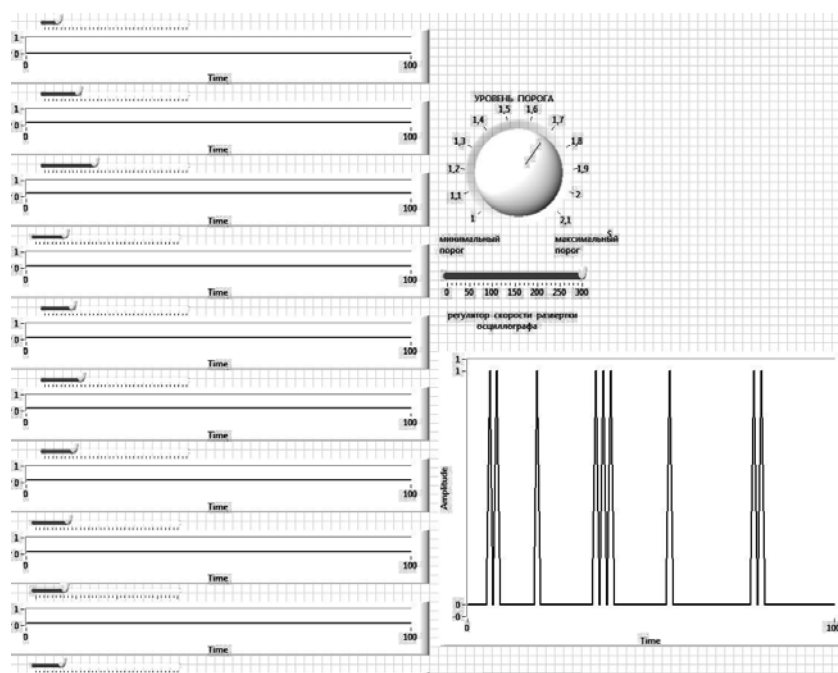 1
0
0
100
Time
1
0
0
100
Time
1
0
0
100
Time
1
0
0
100
Time
1
0
0
100
Time
1
0
0
100
Time
1
0
0
100
Time
1
0
0
100
Time
1
0
0
100
Time
УРОВЕНЬ ПОРОГА
1
1,1
1,2
1,3
1,4
1,5
1,6
1,7
1,8
1,9
2
2,1
минимальный
порог
максимальный
порог
0 50 100 150 200 250 300
регулятор скорости развертки
осциллографа
1
1
Amplitude
0
-0
0
100
Time